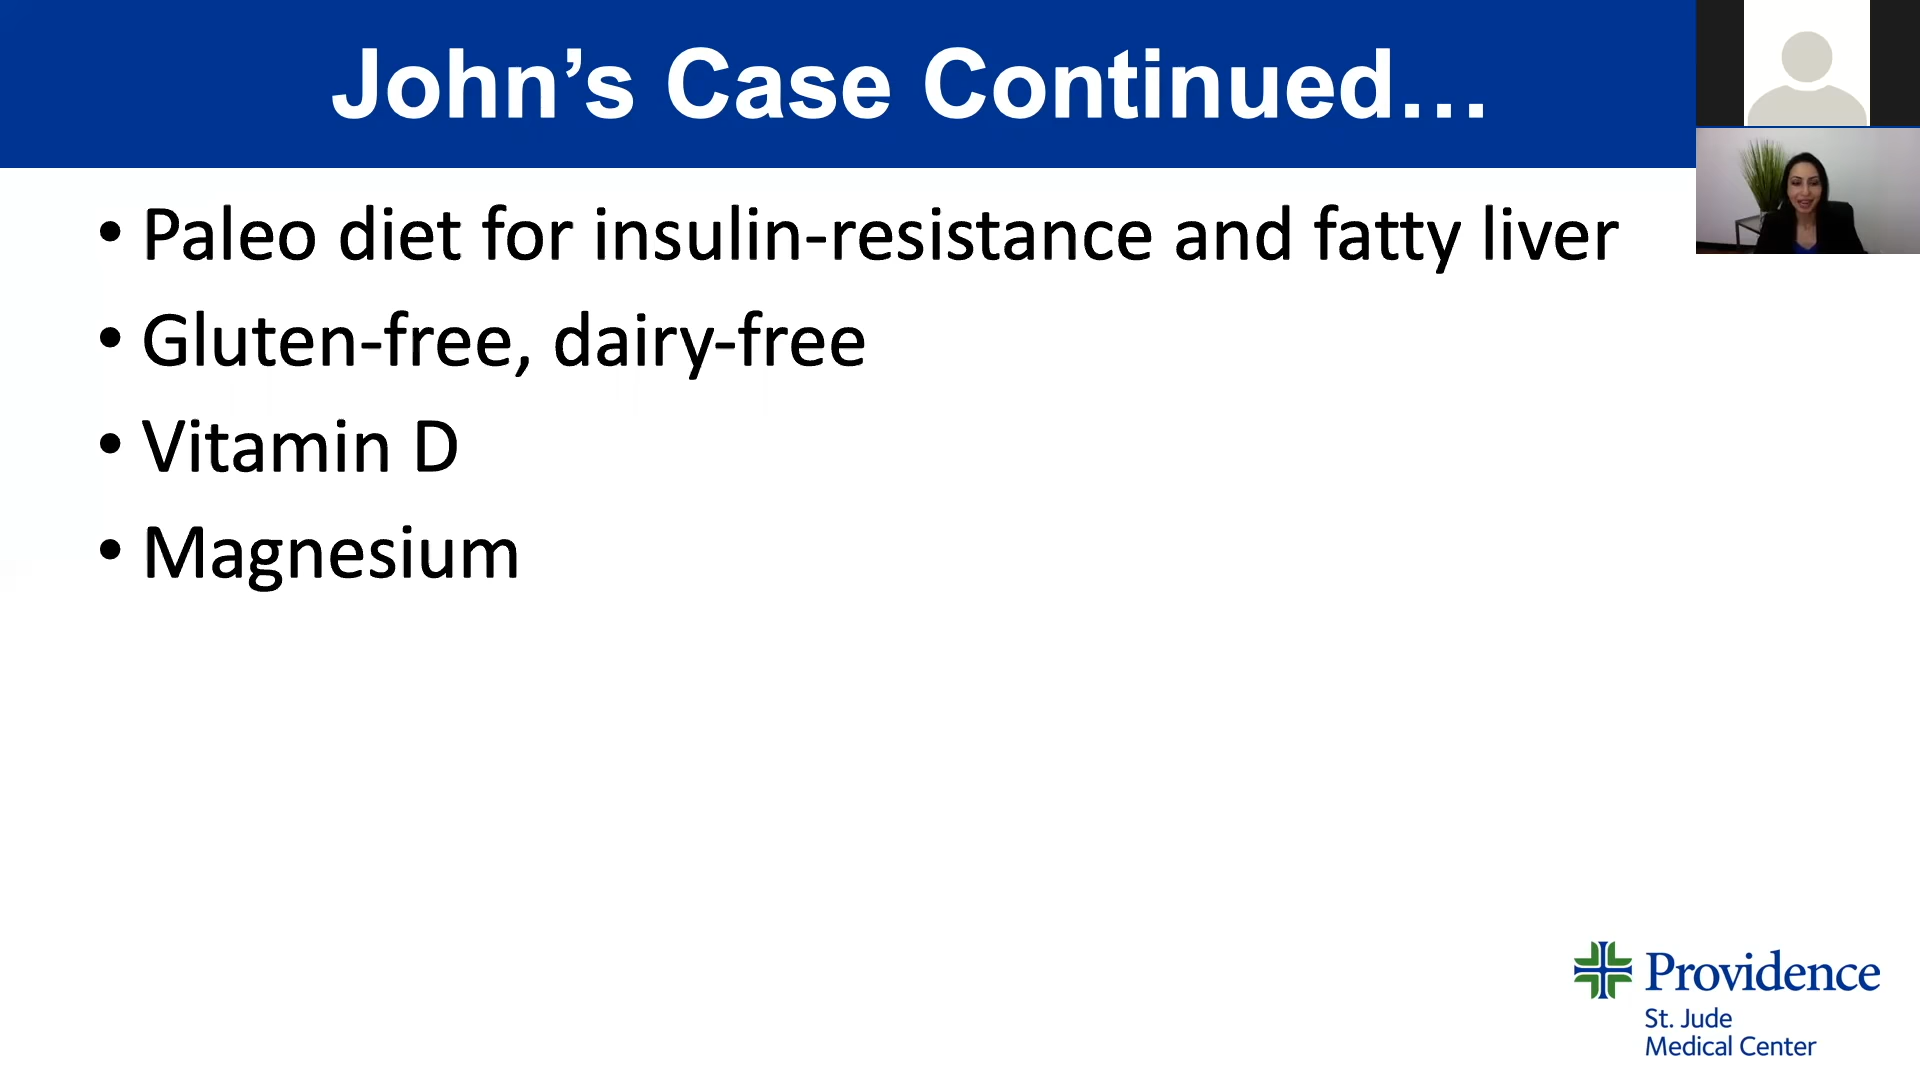 John’s Case Continued…
• Paleo diet for insulin-resistance and fatty liver
• Gluten-free, dairy-free
• Vitamin D
• Magnesium
Providence
St. Jude
Medical Center